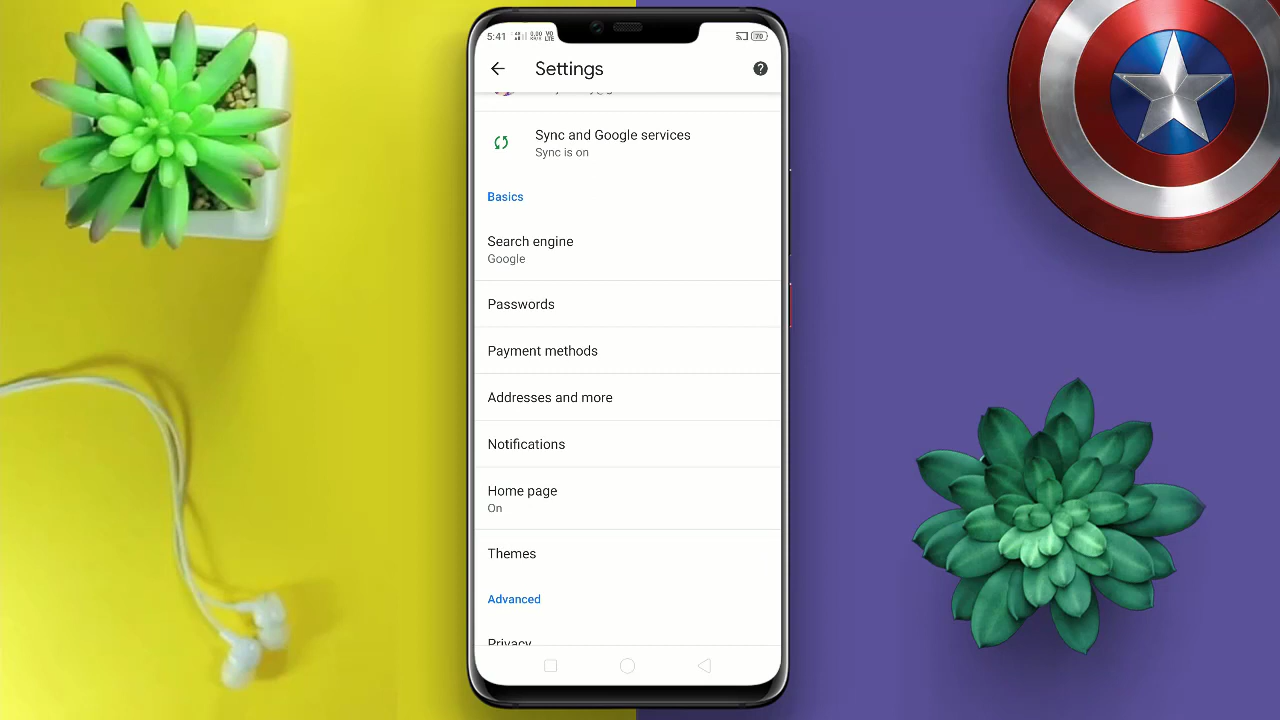 5:41
70
Settings
Sync and Google services
Sync is on
Basics
Search engine
Google
Passwords
Payment methods
Addresses and more
Notifications
Home page
On
Themes
Advanced
Privacy